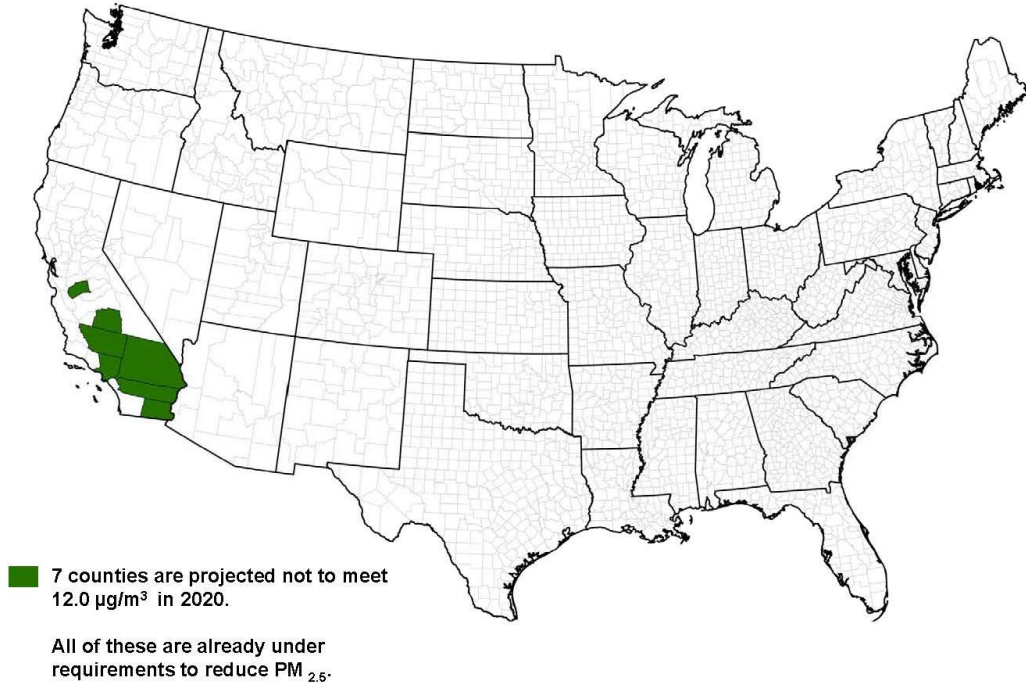 7 counties are projected not to meet
12.0 µg/m³ in 2020.
All of these are already under
requirements to reduce PM 2.5.